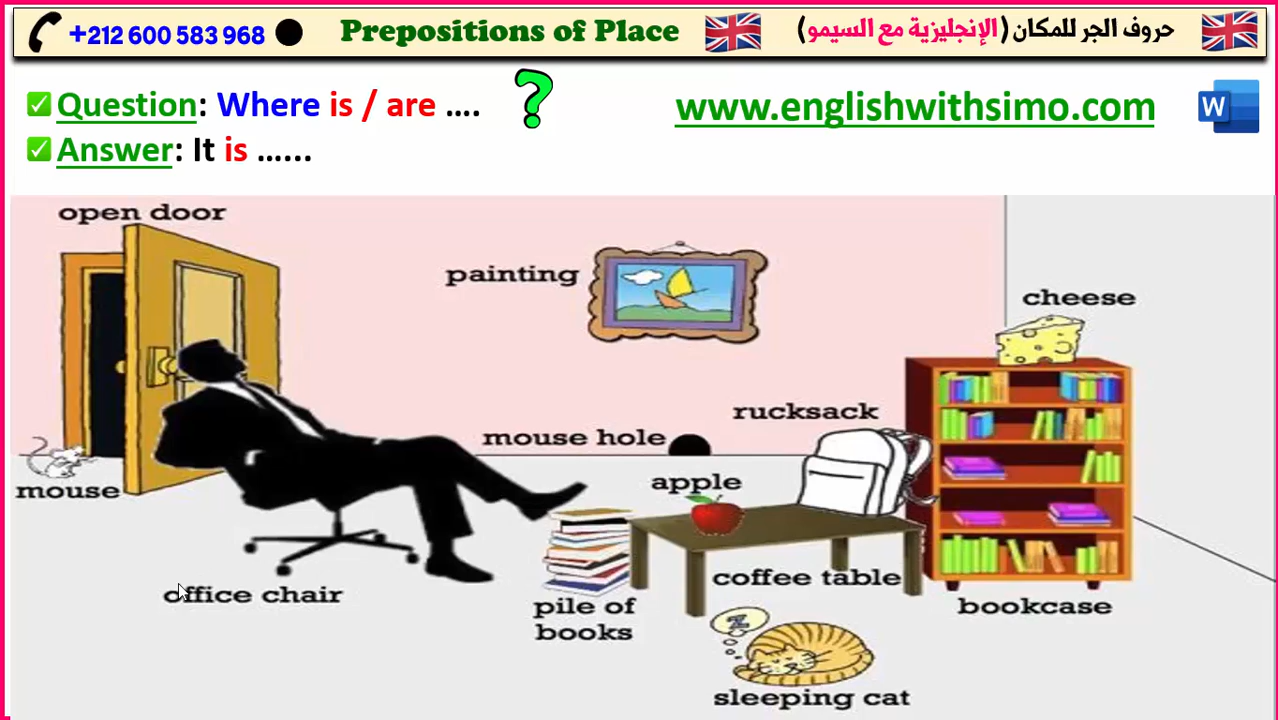 +212 600 583 968 ● Prepositions of Place حروف الجر للمكان (الإنجليزية مع السيمو)
✅ Question: Where is / are .... ?
www.englishwithsimo.com
W
✅ Answer: It is ......
open door
painting
cheese
rucksack
mouse hole
apple
mouse
coffee table
office chair
pile of
books
bookcase
Z
sleeping cat